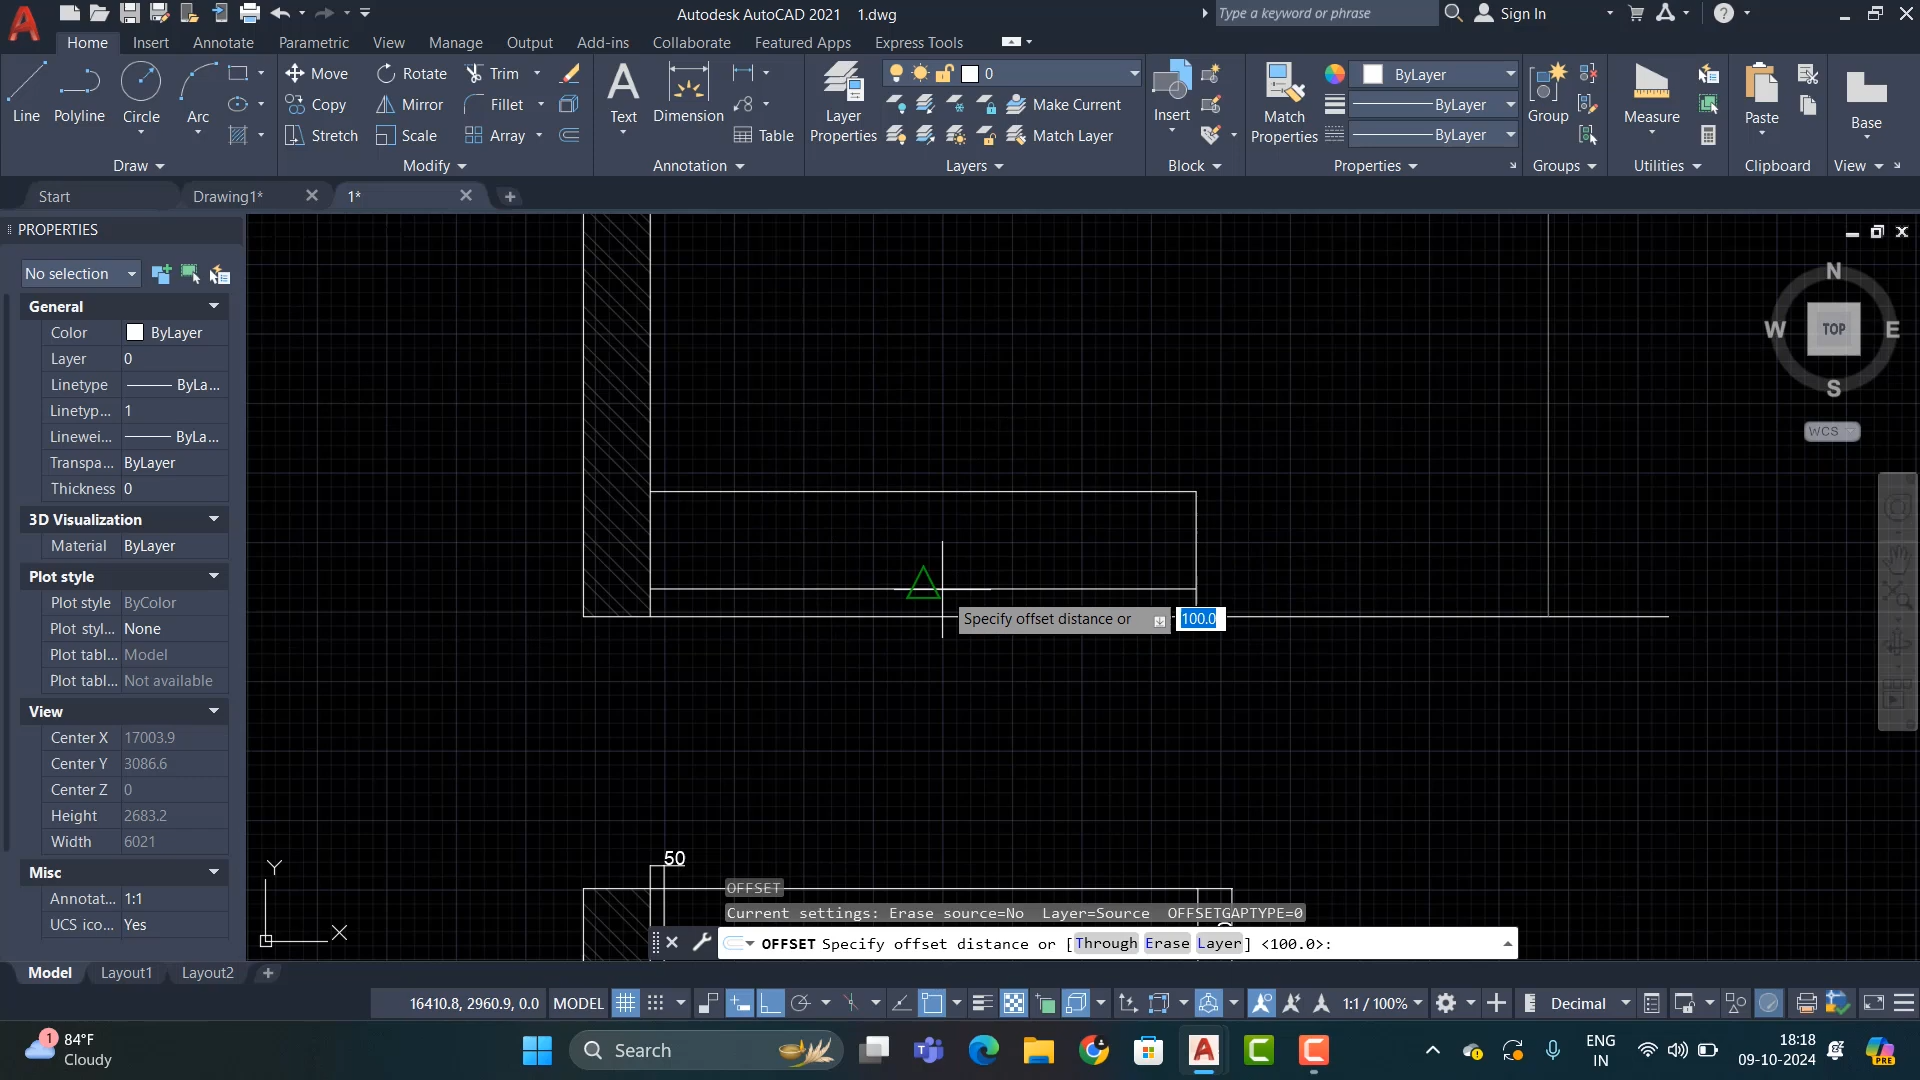 Autodesk AutoCAD 2021 1.dwg
Type a keyword or phrase
Sign In
Home Insert Annotate Parametric View Manage Output Add-ins Collaborate Featured Apps Express Tools
Line Polyline Circle Arc
Move Rotate Trim
Copy Mirror Fillet
Stretch Scale Array
Text Dimension
Table
Layer Properties
0
Make Current
Match Layer
Insert
Match Properties
ByLayer
ByLayer
ByLayer
Group
Measure
Paste
Base
Draw Modify Annotation Layers Block Properties Groups Utilities Clipboard View
Start Drawing1* 1*
PROPERTIES
No selection
General
Color ByLayer
Layer 0
Linetype ByLa...
Linetyp... 1
Linewei... ByLa...
Transpa... ByLayer
Thickness 0
3D Visualization
Material ByLayer
Plot style
Plot style ByColor
Plot styl... None
Plot tabl... Model
Plot tabl... Not available
View
Center X 17003.9
Center Y 3086.6
Center Z 0
Height 2683.2
Width 6021
Misc
Annotat... 1:1
UCS ico... Yes
N
W TOP E
S
WCS
Specify offset distance or 100.0
50
Y
X
OFFSET
Current settings: Erase source=No Layer=Source OFFSETGAPTYPE=0
OFFSET Specify offset distance or [Through Erase Layer] <100.0>:
Model Layout1 Layout2
16410.8, 2960.9, 0.0 MODEL
1:1 / 100%
Decimal
1
84°F
Cloudy
Search
ENG
IN
18:18
09-10-2024
PRE